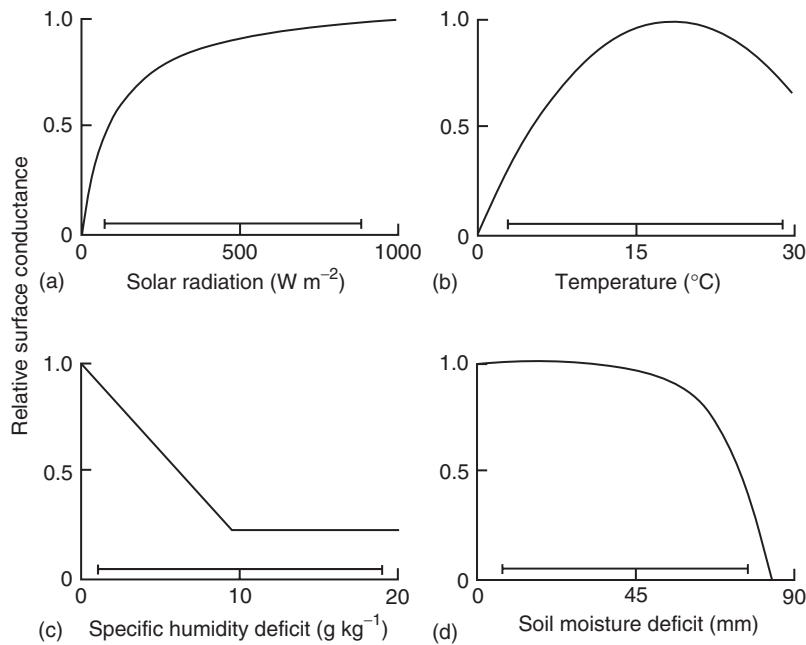 Relative surface conductance
1.0
0.5
0
0 500 1000
(a) Solar radiation (W m⁻²)
1.0
0.5
0
0 15 30
(b) Temperature (°C)
1.0
0.5
0
0 10 20
(c) Specific humidity deficit (g kg⁻¹)
1.0
0.5
0
0 45 90
(d) Soil moisture deficit (mm)